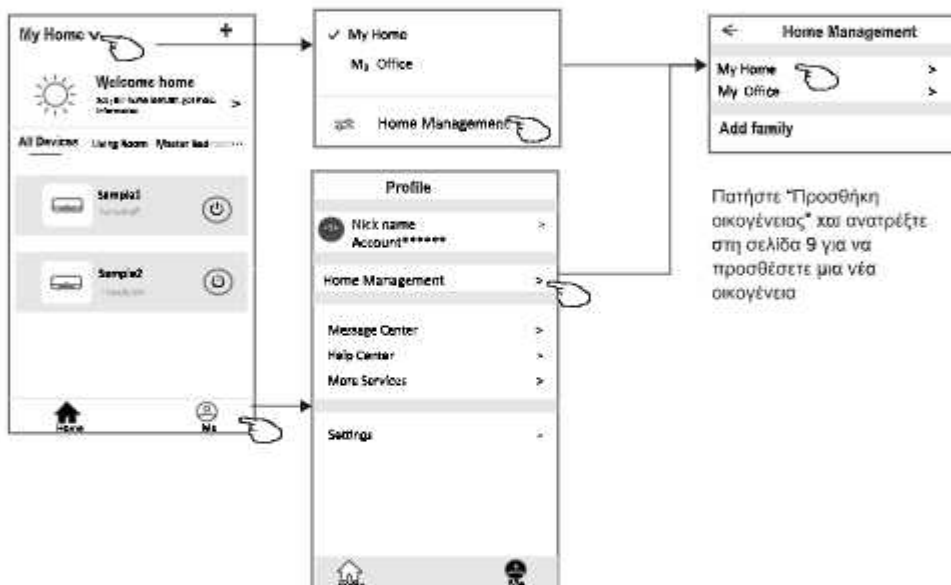 My Home
+
Welcome home
>
All Devices Living Room Master Bed ...
Sample1
Sample2
Home
Me
✓ My Home
My Office
Home Management
Profile
Nick name >
Account******
Home Management >
Message Center >
Help Center >
More Services >
Settings
← Home Management
My Home >
My Office >
Add family
Πατήστε "Προσθήκη
οικογένειας" και ανατρέξτε
στη σελίδα 9 για να
προσθέσετε μια νέα
οικογένεια